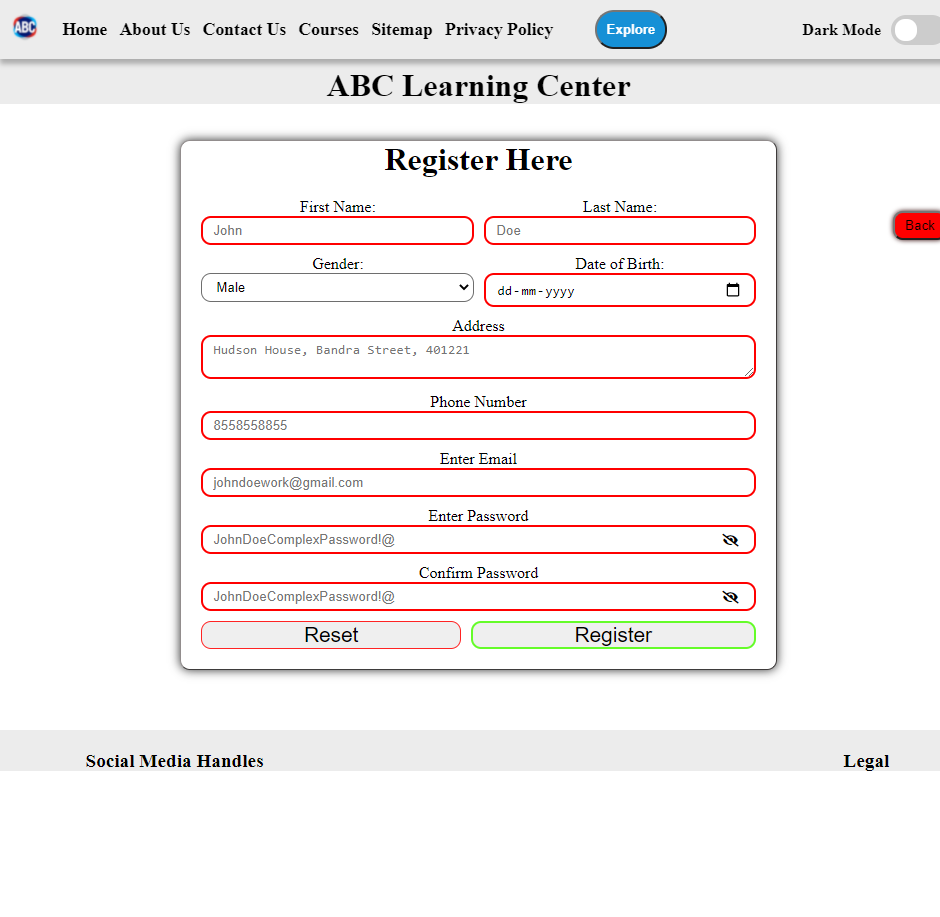 ABC Home About Us Contact Us Courses Sitemap Privacy Policy Explore Dark Mode
ABC Learning Center
Register Here
First Name: Last Name:
John Doe
Back
Gender: Date of Birth:
Male dd-mm-yyyy
Address
Hudson House, Bandra Street, 401221
Phone Number
8558558855
Enter Email
johndoework@gmail.com
Enter Password
JohnDoeComplexPassword!@
Confirm Password
JohnDoeComplexPassword!@
Reset Register
Social Media Handles Legal